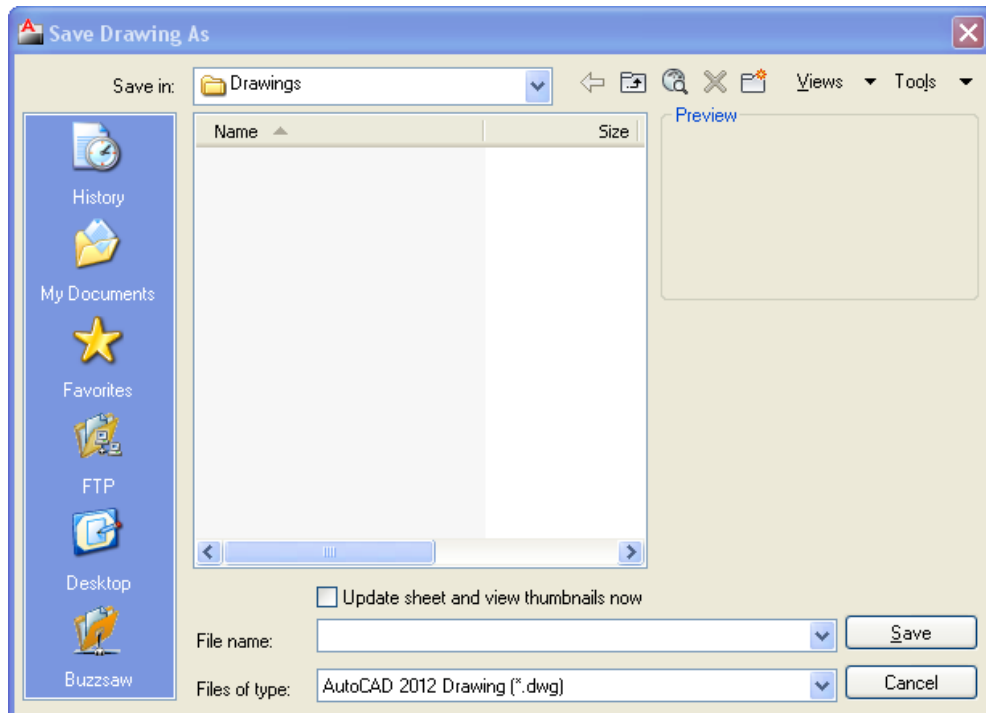 Save Drawing As
Save in: Drawings Views Tools
Name Size Preview
History
My Documents
Favorites
FTP
Desktop
Buzzsaw
Update sheet and view thumbnails now
File name: Save
Files of type: AutoCAD 2012 Drawing (*.dwg) Cancel